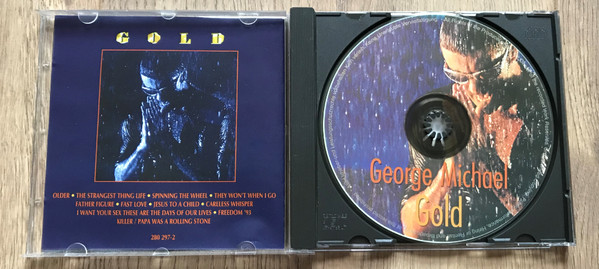 GOLD
OLDER • THE STRANGEST THING LIFE • SPINNING THE WHEEL • THEY WON'T WHEN I GO
FATHER FIGURE • FAST LOVE • JESUS TO A CHILD • CARELESS WHISPER
I WANT YOUR SEX THESE ARE THE DAYS OF OUR LIVES • FREEDOM '93
KILLER / PAPA WAS A ROLLING STONE
2B0 297-2
George Michael
Gold